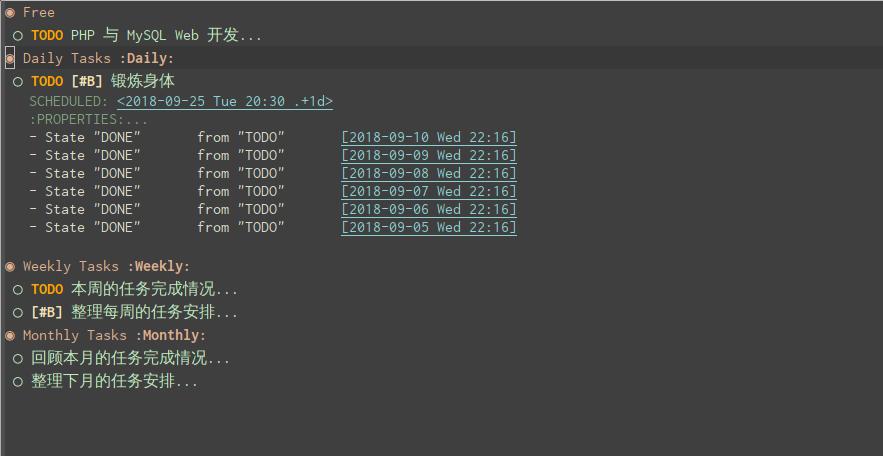 ◉ Free
○ TODO PHP 与 MySQL Web 开发...
◉ Daily Tasks :Daily:
○ TODO [#B] 锻炼身体
SCHEDULED: <2018-09-25 Tue 20:30 .+1d>
:PROPERTIES:...
- State "DONE" from "TODO" [2018-09-10 Wed 22:16]
- State "DONE" from "TODO" [2018-09-09 Wed 22:16]
- State "DONE" from "TODO" [2018-09-08 Wed 22:16]
- State "DONE" from "TODO" [2018-09-07 Wed 22:16]
- State "DONE" from "TODO" [2018-09-06 Wed 22:16]
- State "DONE" from "TODO" [2018-09-05 Wed 22:16]
◉ Weekly Tasks :Weekly:
○ TODO 本周的任务完成情况...
○ [#B] 整理每周的任务安排...
◉ Monthly Tasks :Monthly:
○ 回顾本月的任务完成情况...
○ 整理下月的任务安排...